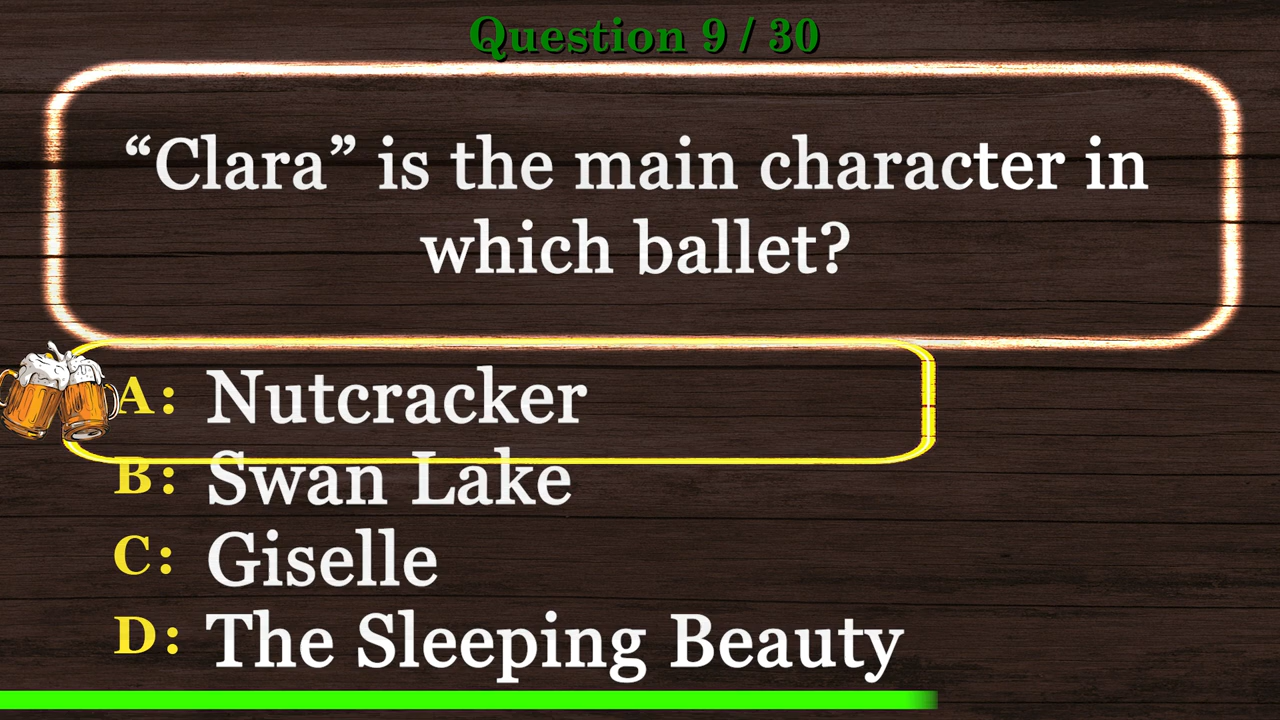 Question 9 / 30
“Clara” is the main character in
which ballet?
A: Nutcracker
B: Swan Lake
C: Giselle
D: The Sleeping Beauty